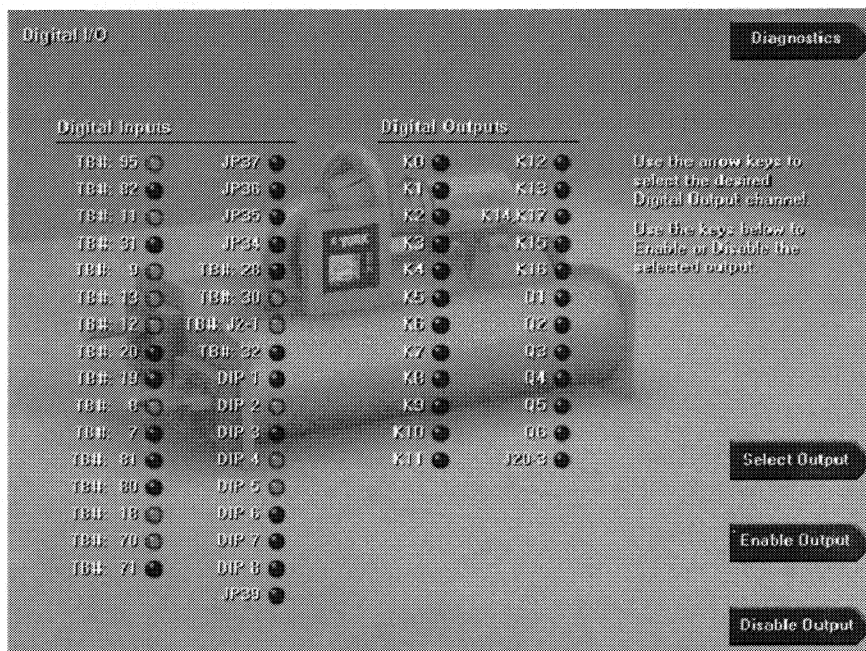 Digital I/O
Diagnostics
Digital Inputs
TB#: 95 JP37
TB#: 82 JP36
TB#: 11 JP35
TB#: 31 JP34
TB#: 9 TB#: 28
TB#: 13 TB#: 30
TB#: 12 TB#: J2-1
TB#: 20 TB#: 32
TB#: 19 DIP 1
TB#: 8 DIP 2
TB#: 7 DIP 3
TB#: 81 DIP 4
TB#: 80 DIP 5
TB#: 18 DIP 6
TB#: 70 DIP 7
TB#: 71 DIP 8
JP39
Digital Outputs
K0 K12
K1 K13
K2 K14,K17
K3 K15
K4 K16
K5 Q1
K6 Q2
K7 Q3
K8 Q4
K9 Q5
K10 Q6
K11 J20-3
Use the arrow keys to
select the desired
Digital Output channel.
Use the keys below to
Enable or Disable the
selected output.
YORK
Select Output
Enable Output
Disable Output